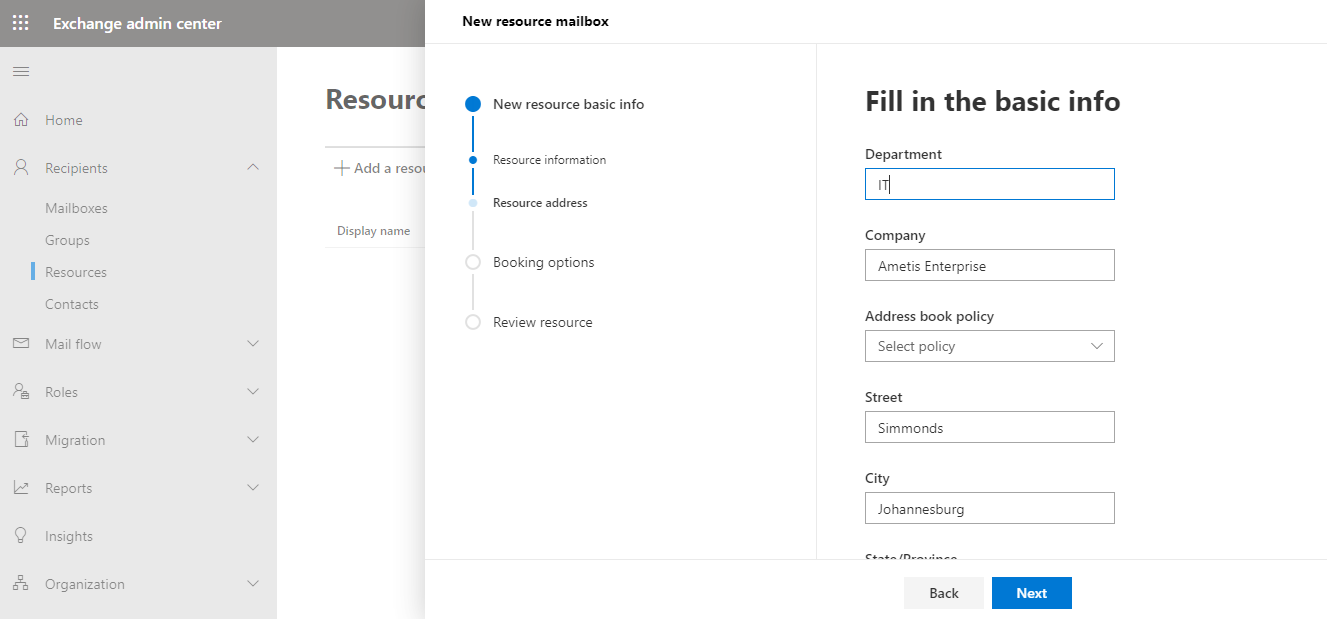 Exchange admin center
Home
Recipients
Mailboxes
Groups
Resources
Contacts
Mail flow
Roles
Migration
Reports
Insights
Organization
Resourc
Add a resou
Display name
New resource mailbox
New resource basic info
Resource information
Resource address
Booking options
Review resource
Fill in the basic info
Department
IT
Company
Ametis Enterprise
Address book policy
Select policy
Street
Simmonds
City
Johannesburg
State/Province
Back
Next